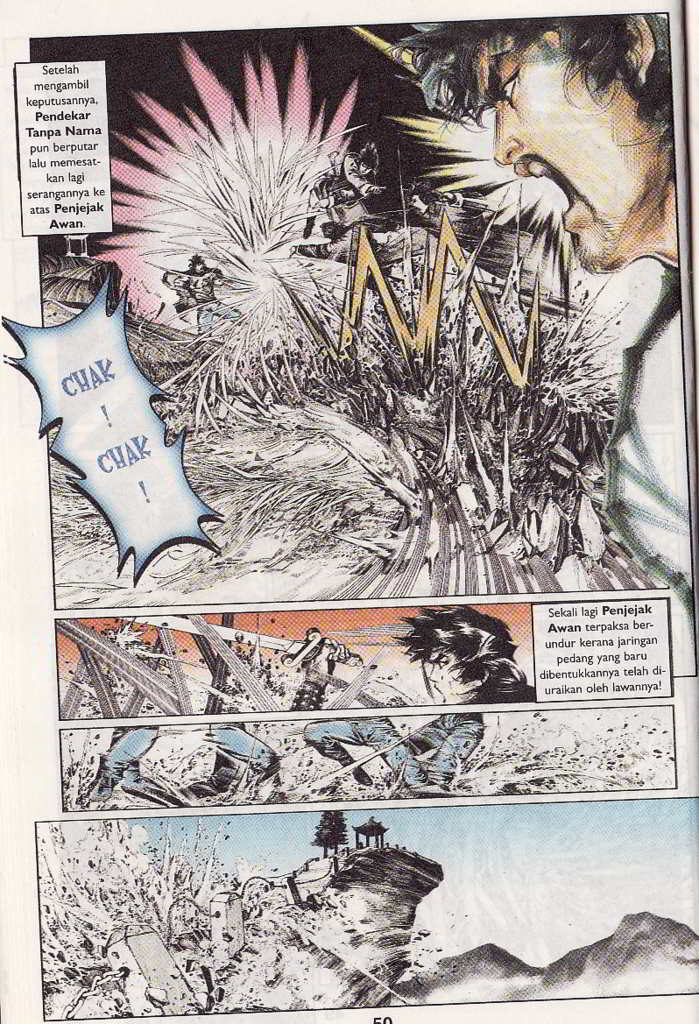 Setelah
mengambil
keputusannya,
Pendekar
Tanpa Nama
pun berputar
lalu memesat-
kan lagi
serangannya ke
atas Penjejak
Awan.
CHAK
!
CHAK
!
Sekali lagi Penjejak
Awan terpaksa ber-
undur kerana jaringan
pedang yang baru
dibentukkannya telah di-
uraikan oleh lawannya!
50